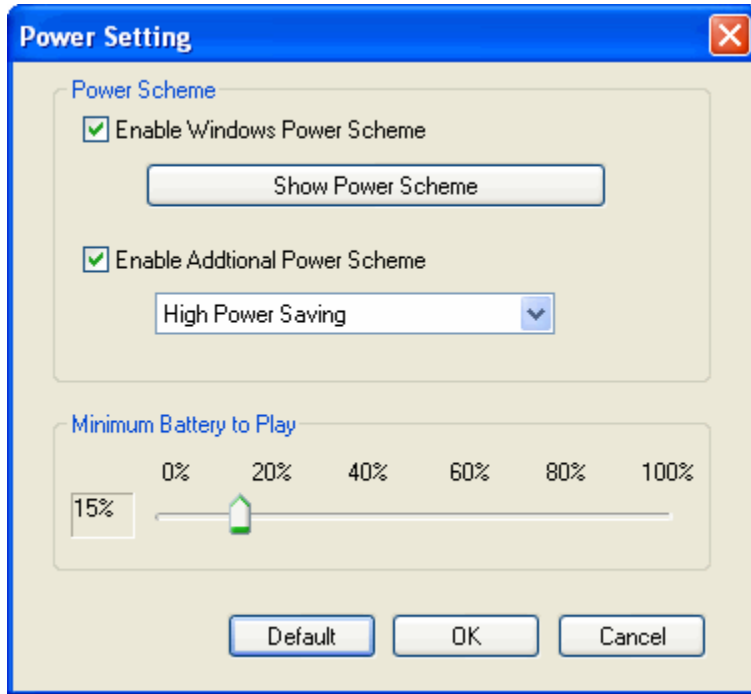 Power Setting
Power Scheme
Enable Windows Power Scheme
Show Power Scheme
Enable Addtional Power Scheme
High Power Saving
Minimum Battery to Play
0% 20% 40% 60% 80% 100%
15%
Default OK Cancel